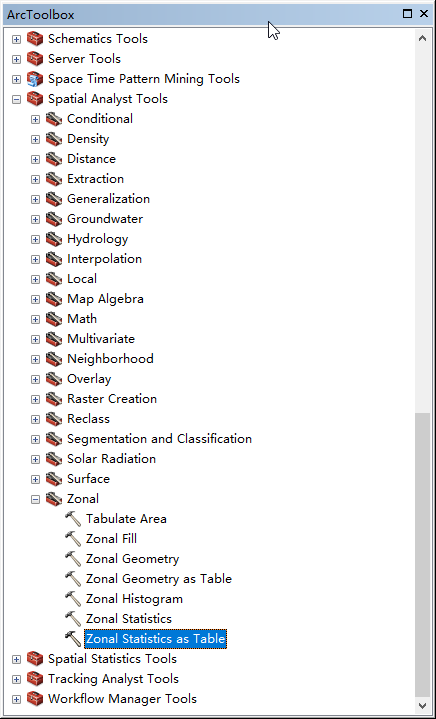 ArcToolbox
Schematics Tools
Server Tools
Space Time Pattern Mining Tools
Spatial Analyst Tools
Conditional
Density
Distance
Extraction
Generalization
Groundwater
Hydrology
Interpolation
Local
Map Algebra
Math
Multivariate
Neighborhood
Overlay
Raster Creation
Reclass
Segmentation and Classification
Solar Radiation
Surface
Zonal
Tabulate Area
Zonal Fill
Zonal Geometry
Zonal Geometry as Table
Zonal Histogram
Zonal Statistics
Zonal Statistics as Table
Spatial Statistics Tools
Tracking Analyst Tools
Workflow Manager Tools